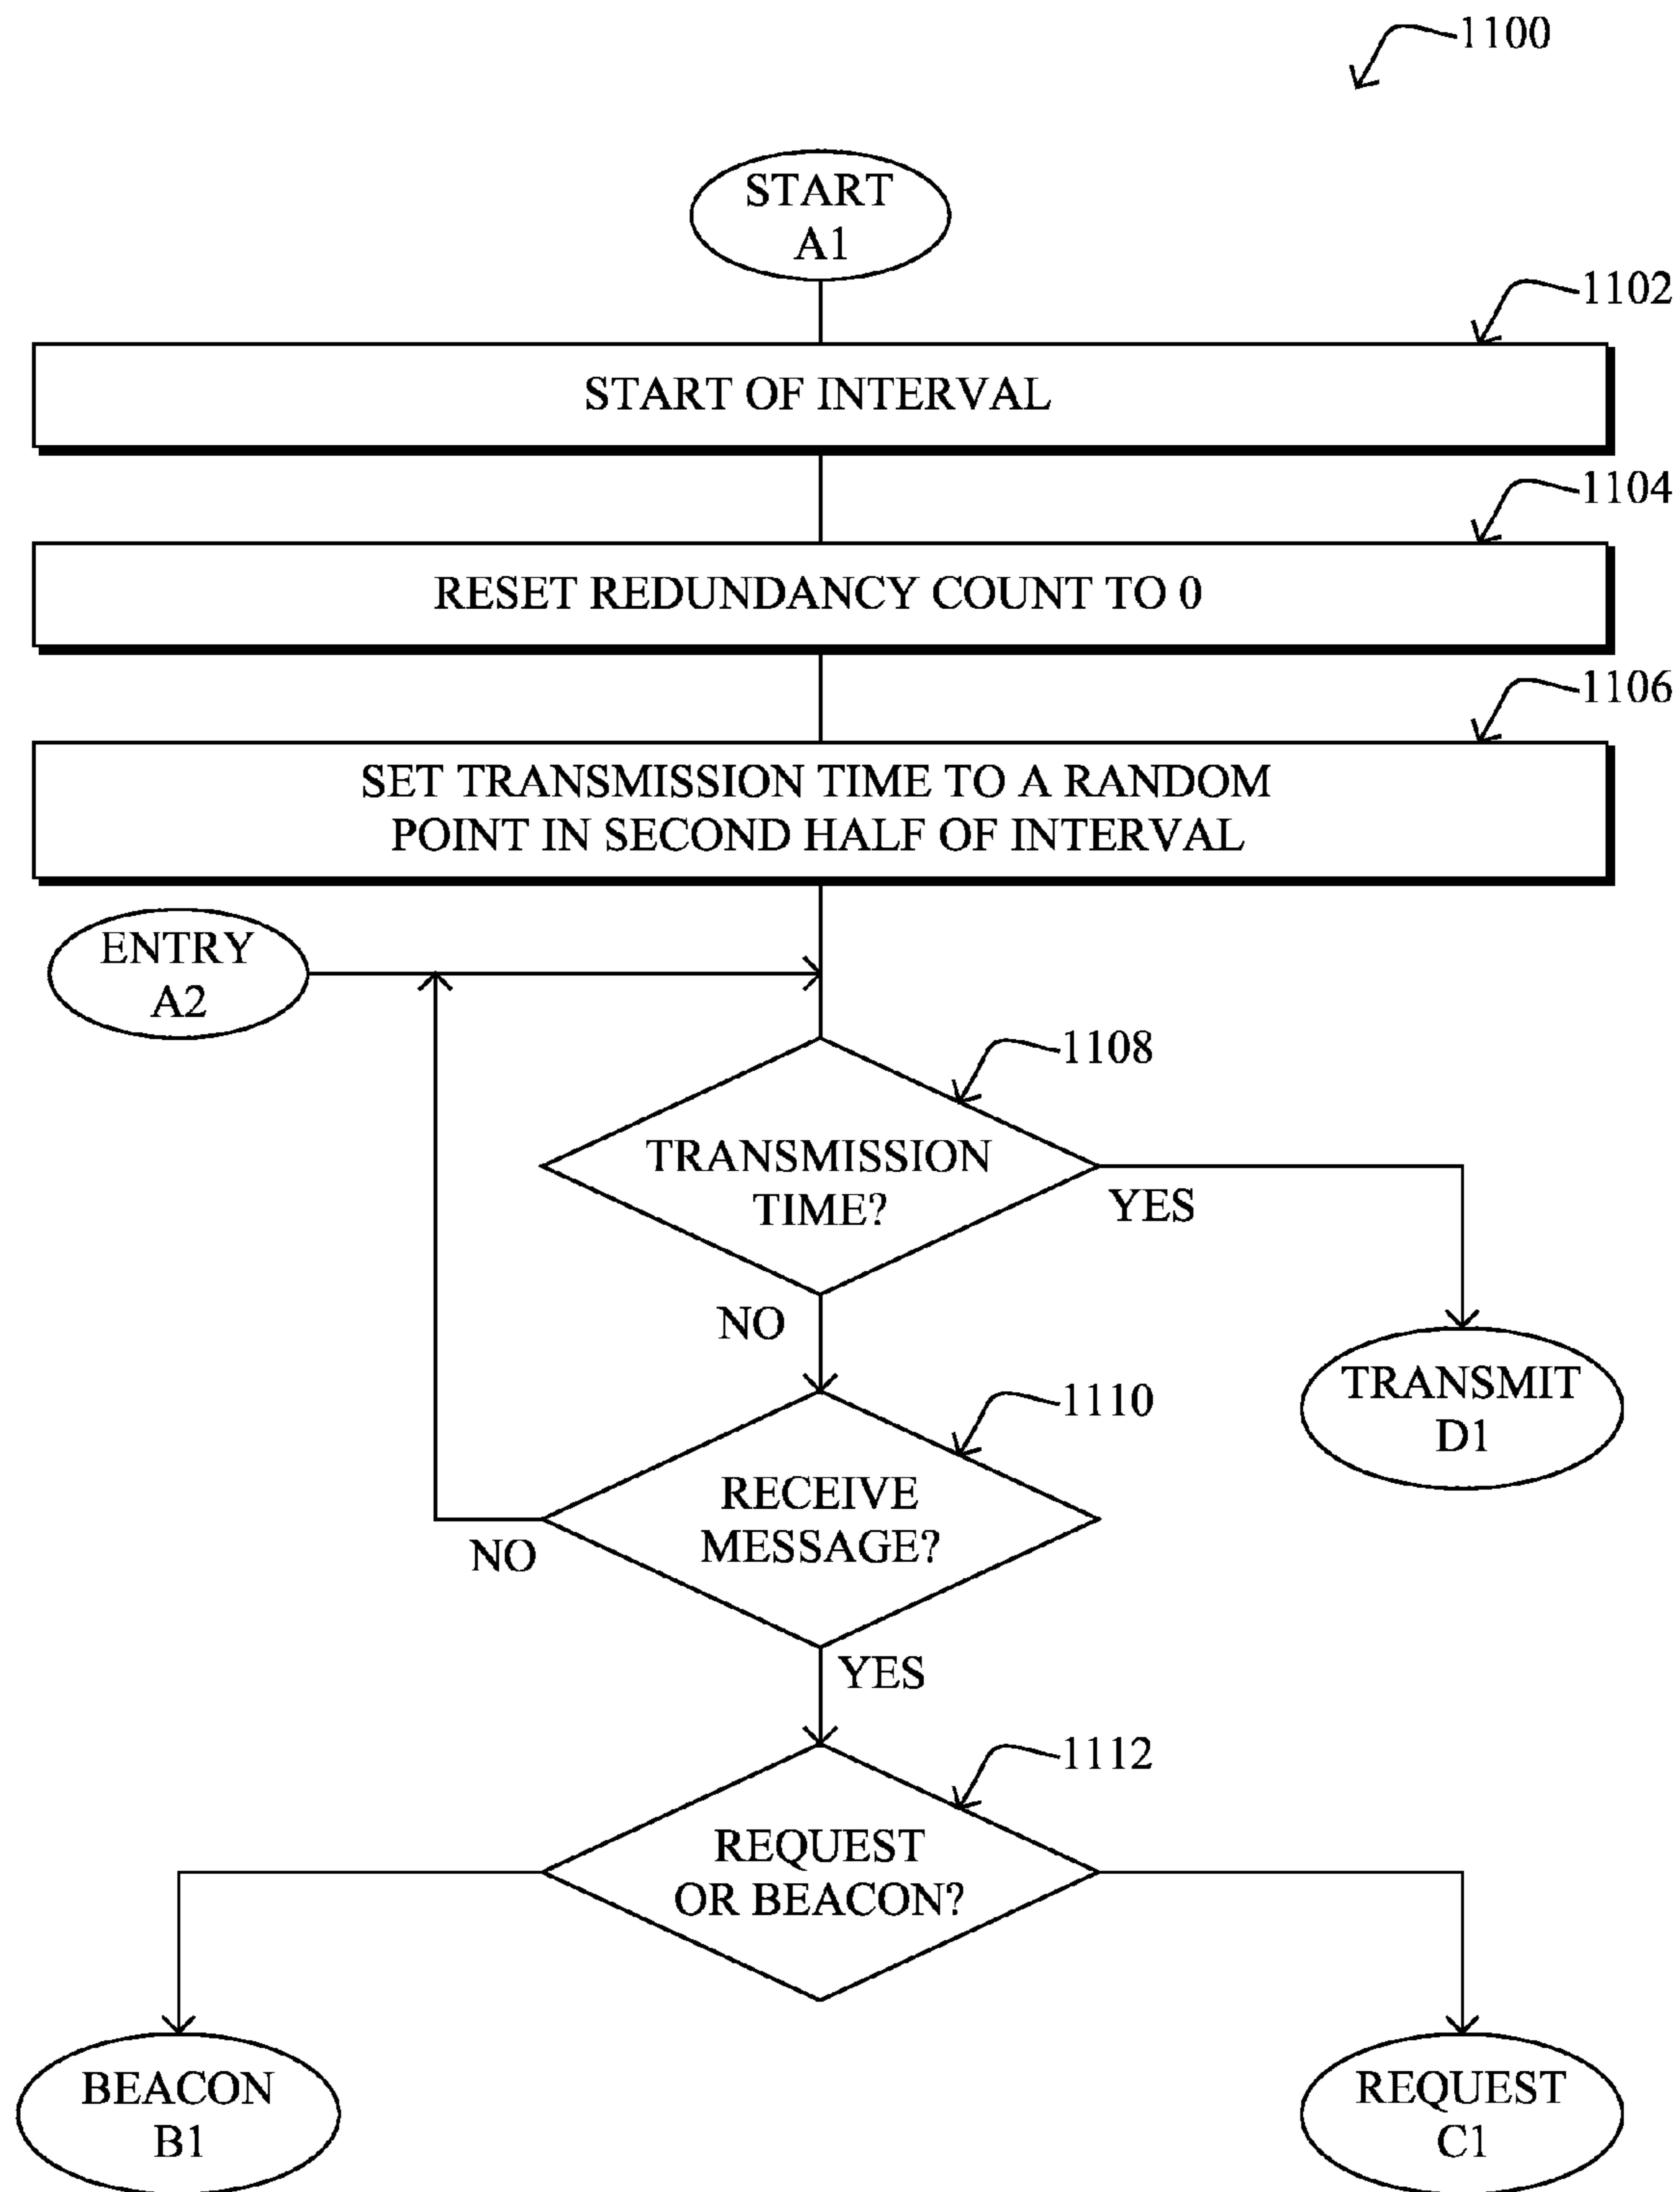 1100
START
A1
1102
START OF INTERVAL
1104
RESET REDUNDANCY COUNT TO 0
1106
SET TRANSMISSION TIME TO A RANDOM
POINT IN SECOND HALF OF INTERVAL
ENTRY
A2
1108
TRANSMISSION
TIME?
YES
NO
TRANSMIT
D1
1110
RECEIVE
MESSAGE?
NO
YES
1112
REQUEST
OR BEACON?
BEACON
B1
REQUEST
C1